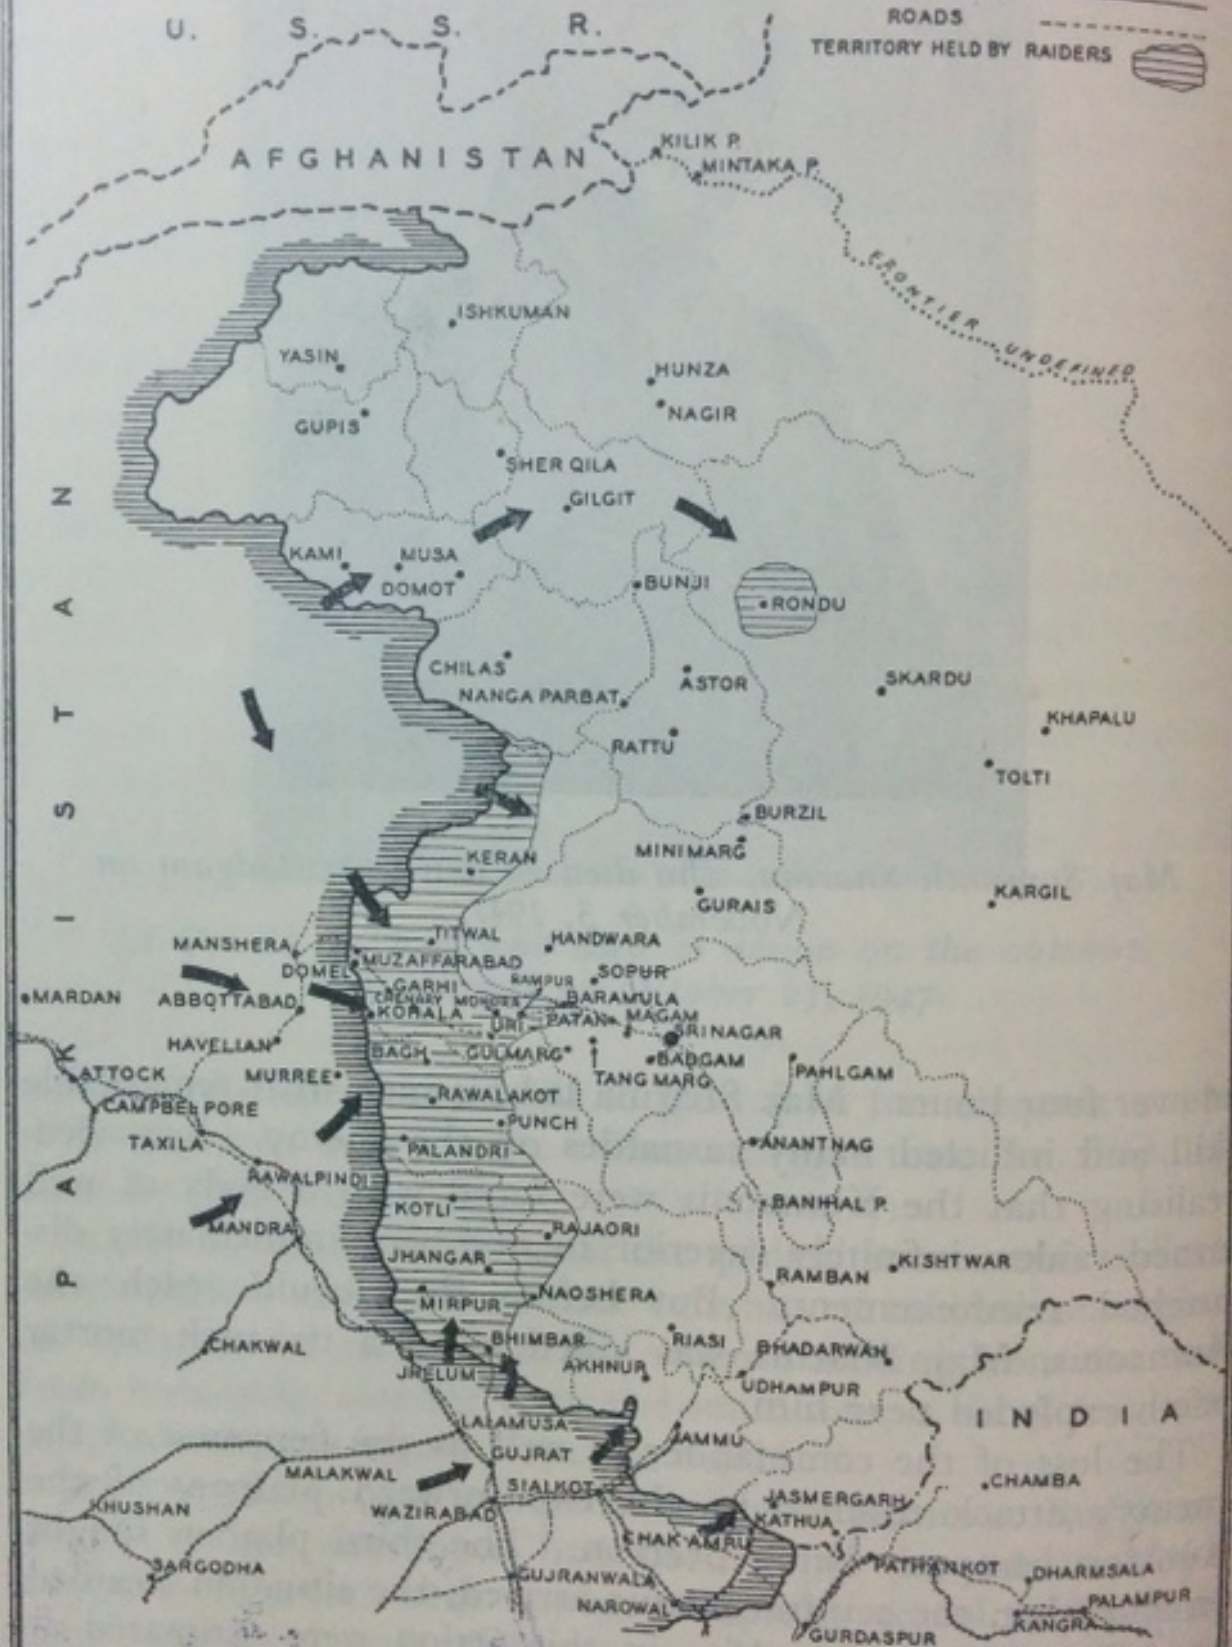 U. S. S. R.
ROADS
TERRITORY HELD BY RAIDERS
AFGHANISTAN
KILIK P.
MINTAKA P.
FRONTIER UNDEFINED
ISHKUMAN
YASIN
HUNZA
NAGIR
GUPIS
SHER QILA
GILGIT
PAKISTAN
KAMI
MUSA
DOMOT
BUNJI
RONDU
CHILAS
ASTOR
NANGA PARBAT
SKARDU
KHAPALU
RATTU
TOLTI
BURZIL
MINIMARG
KERAN
GURAIS
KARGIL
TITWAL
HANDWARA
MANSHERA
DOMEL
MUZAFFARABAD
SOPUR
RAMPUR
GARHI
MARDAN
ABBOTTABAD
CHENARY
MOHORA
BARAMULA
KOHALA
URI
PATAN
MAGAM
SRINAGAR
HAVELIAN
BAGH
GULMARG
BADGAM
ATTOCK
MURREE
TANG MARG
PAHLGAM
CAMPBELPORE
RAWALAKOT
PUNCH
TAXILA
PALANDRI
ANANTNAG
RAWALPINDI
KOTLI
BANIHAL P.
MANDRA
RAJAORI
JHANGAR
KISHTWAR
RAMBAN
MIRPUR
NAOSHERA
CHAKWAL
BHIMBAR
RIASI
BHADARWAH
JHELUM
AKHNUR
UDHAMPUR
LALAMUSA
INDIA
JAMMU
GUJRAT
MALAKWAL
SIALKOT
CHAMBA
KHUSHAN
WAZIRABAD
JASMERGARH
KATHUA
CHAK AMRU
SARGODHA
PATHANKOT
DHARMSALA
GUJRANWALA
PALAMPUR
NAROWAL
KANGRA
GURDASPUR